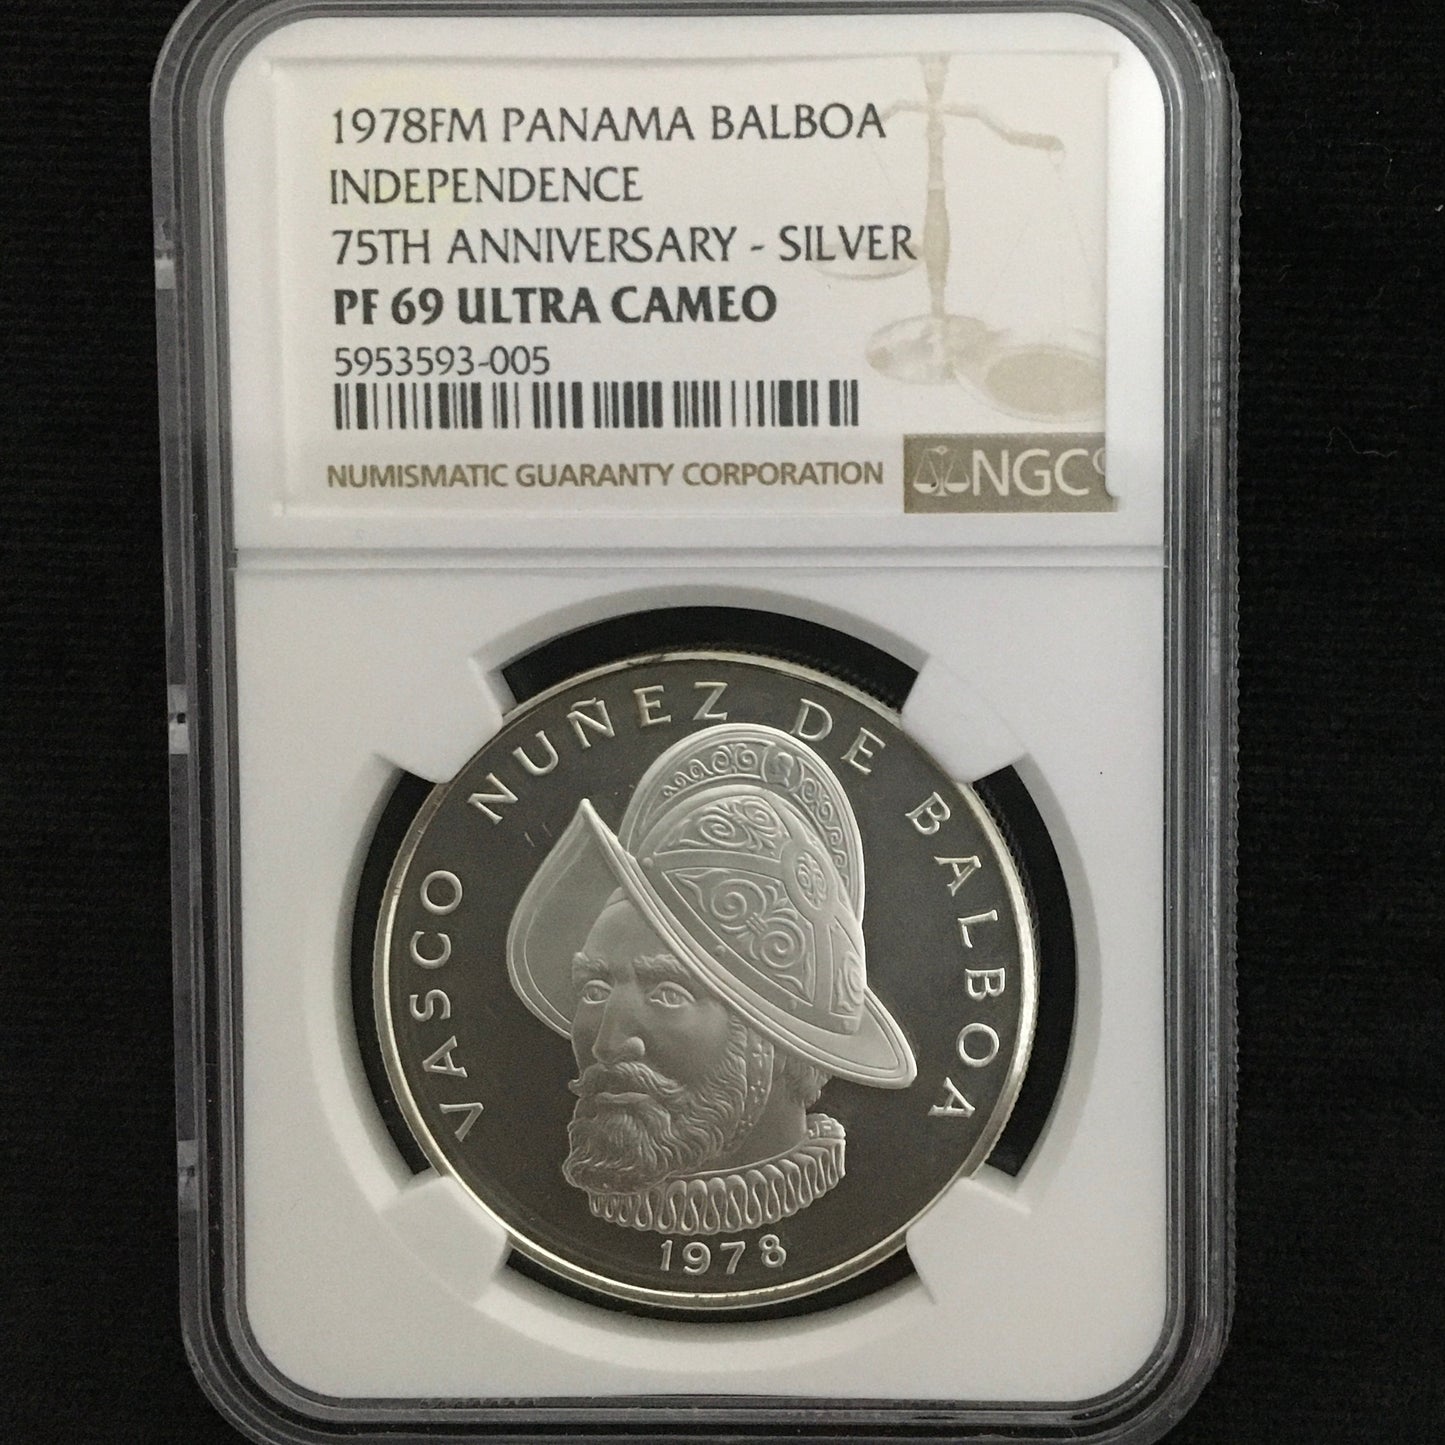 1978FM PANAMA BALBOA
INDEPENDENCE
75TH ANNIVERSARY - SILVER
PF 69 ULTRA CAMEO
5953593-005
NUMISMATIC GUARANTY CORPORATION
NGC
VASCO NUÑEZ DE BALBOA
JF
1978